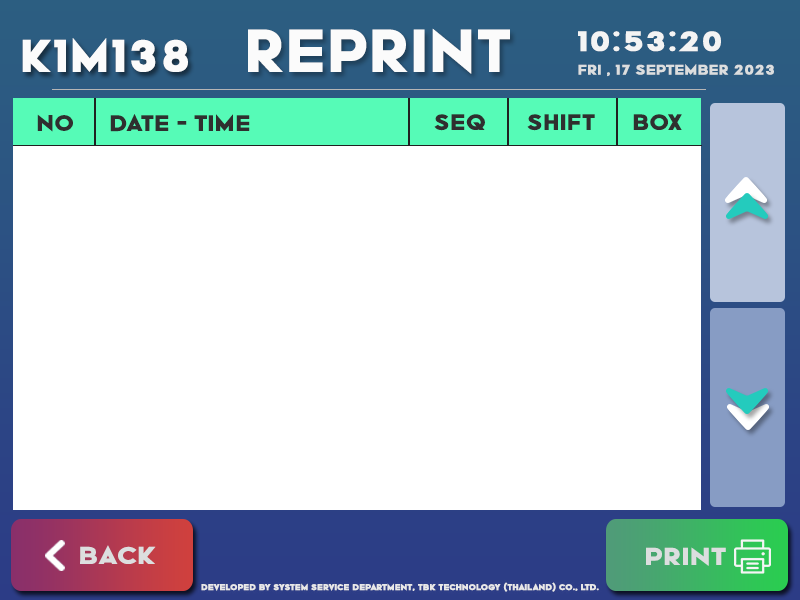 K1M138
REPRINT
10:53:20
FRI , 17 SEPTEMBER 2023
NO DATE - TIME SEQ SHIFT BOX
BACK
PRINT
DEVELOPED BY SYSTEM SERVICE DEPARTMENT, TBK TECHNOLOGY (THAILAND) CO., LTD.